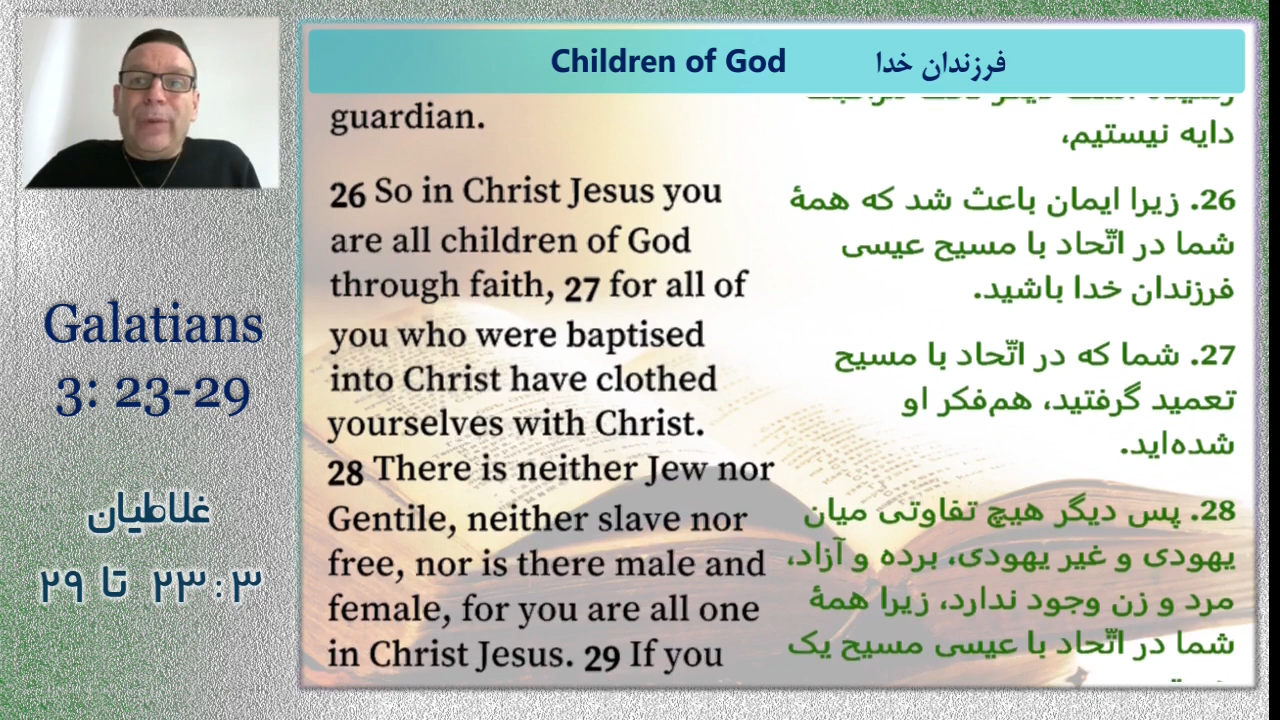 Children of God
فرزندان خدا
Galatians
3: 23-29
غلاطیان
۳:۲۳ تا ۲۹
guardian.
26 So in Christ Jesus you
are all children of God
through faith, 27 for all of
you who were baptised
into Christ have clothed
yourselves with Christ.
28 There is neither Jew nor
Gentile, neither slave nor
free, nor is there male and
female, for you are all one
in Christ Jesus. 29 If you
دایه نیستیم،
26. زیرا ایمان باعث شد که همهٔ
شما در اتّحاد با مسیح عیسی
فرزندان خدا باشید.
27. شما که در اتّحاد با مسیح
تعمید گرفتید، هم‌فکر او
شده‌اید.
28. پس دیگر هیچ تفاوتی میان
یهودی و غیر یهودی، برده و آزاد،
مرد و زن وجود ندارد، زیرا همهٔ
شما در اتّحاد با عیسی مسیح یک